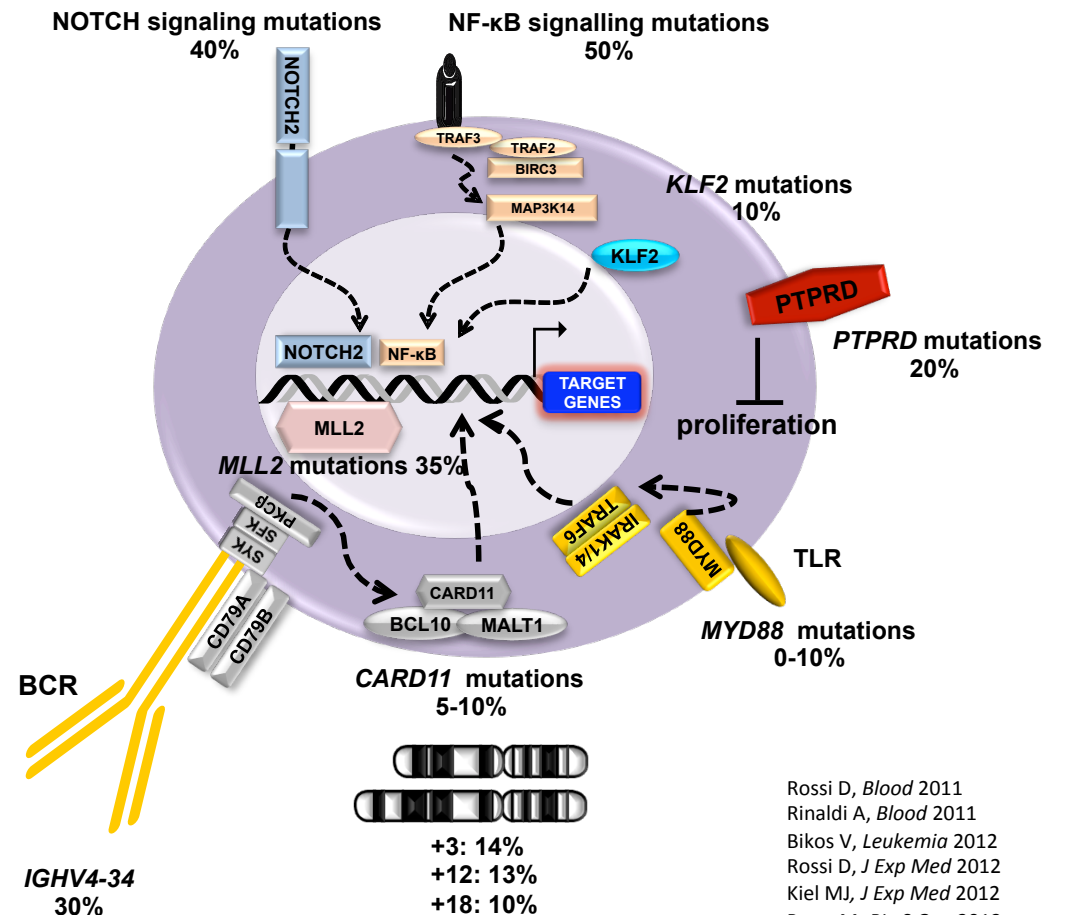 NOTCH signaling mutations
40%
NF-κB signalling mutations
50%
NOTCH2
TRAF3
TRAF2
BIRC3
MAP3K14
KLF2 mutations
10%
KLF2
PTPRD
PTPRD mutations
20%
proliferation
NOTCH2
NF-κB
TARGET
GENES
MLL2
MLL2 mutations 35%
PKCβ
SFK
SYK
CD79A
CD79B
BCR
CARD11
BCL10
MALT1
CARD11 mutations
5-10%
TRAF6
IRAK1/4
MYD88
TLR
MYD88 mutations
0-10%
+3: 14%
+12: 13%
+18: 10%
IGHV4-34
30%
Rossi D, Blood 2011
Rinaldi A, Blood 2011
Bikos V, Leukemia 2012
Rossi D, J Exp Med 2012
Kiel MJ, J Exp Med 2012